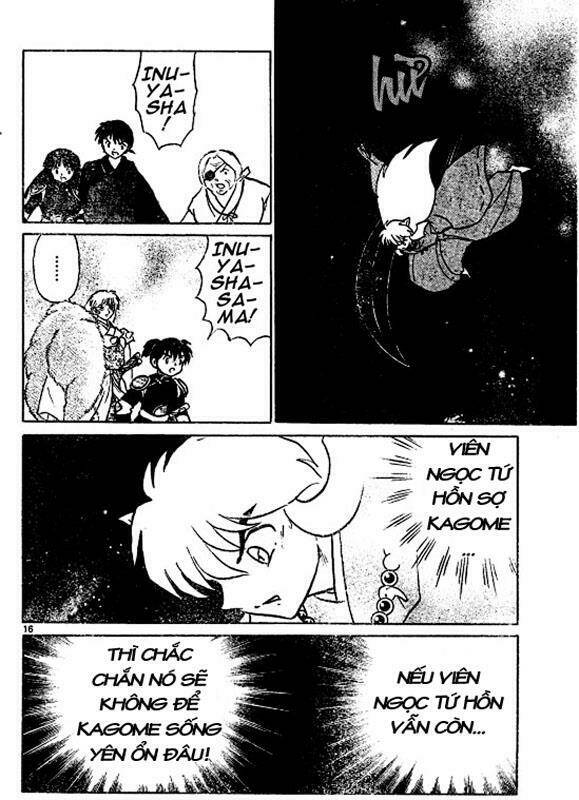 hừ
INU-
YA-
SHA
!
INU-
YA-
SHA-
SA-
MA!
......
VIÊN
NGỌC TỨ
HỒN SỢ
KAGOME
...
16
NẾU VIÊN
NGỌC TỨ HỒN
VẪN CÒN...
THÌ CHẮC
CHẮN NÓ SẼ
KHÔNG ĐỂ
KAGOME SỐNG
YÊN ỔN ĐÂU!